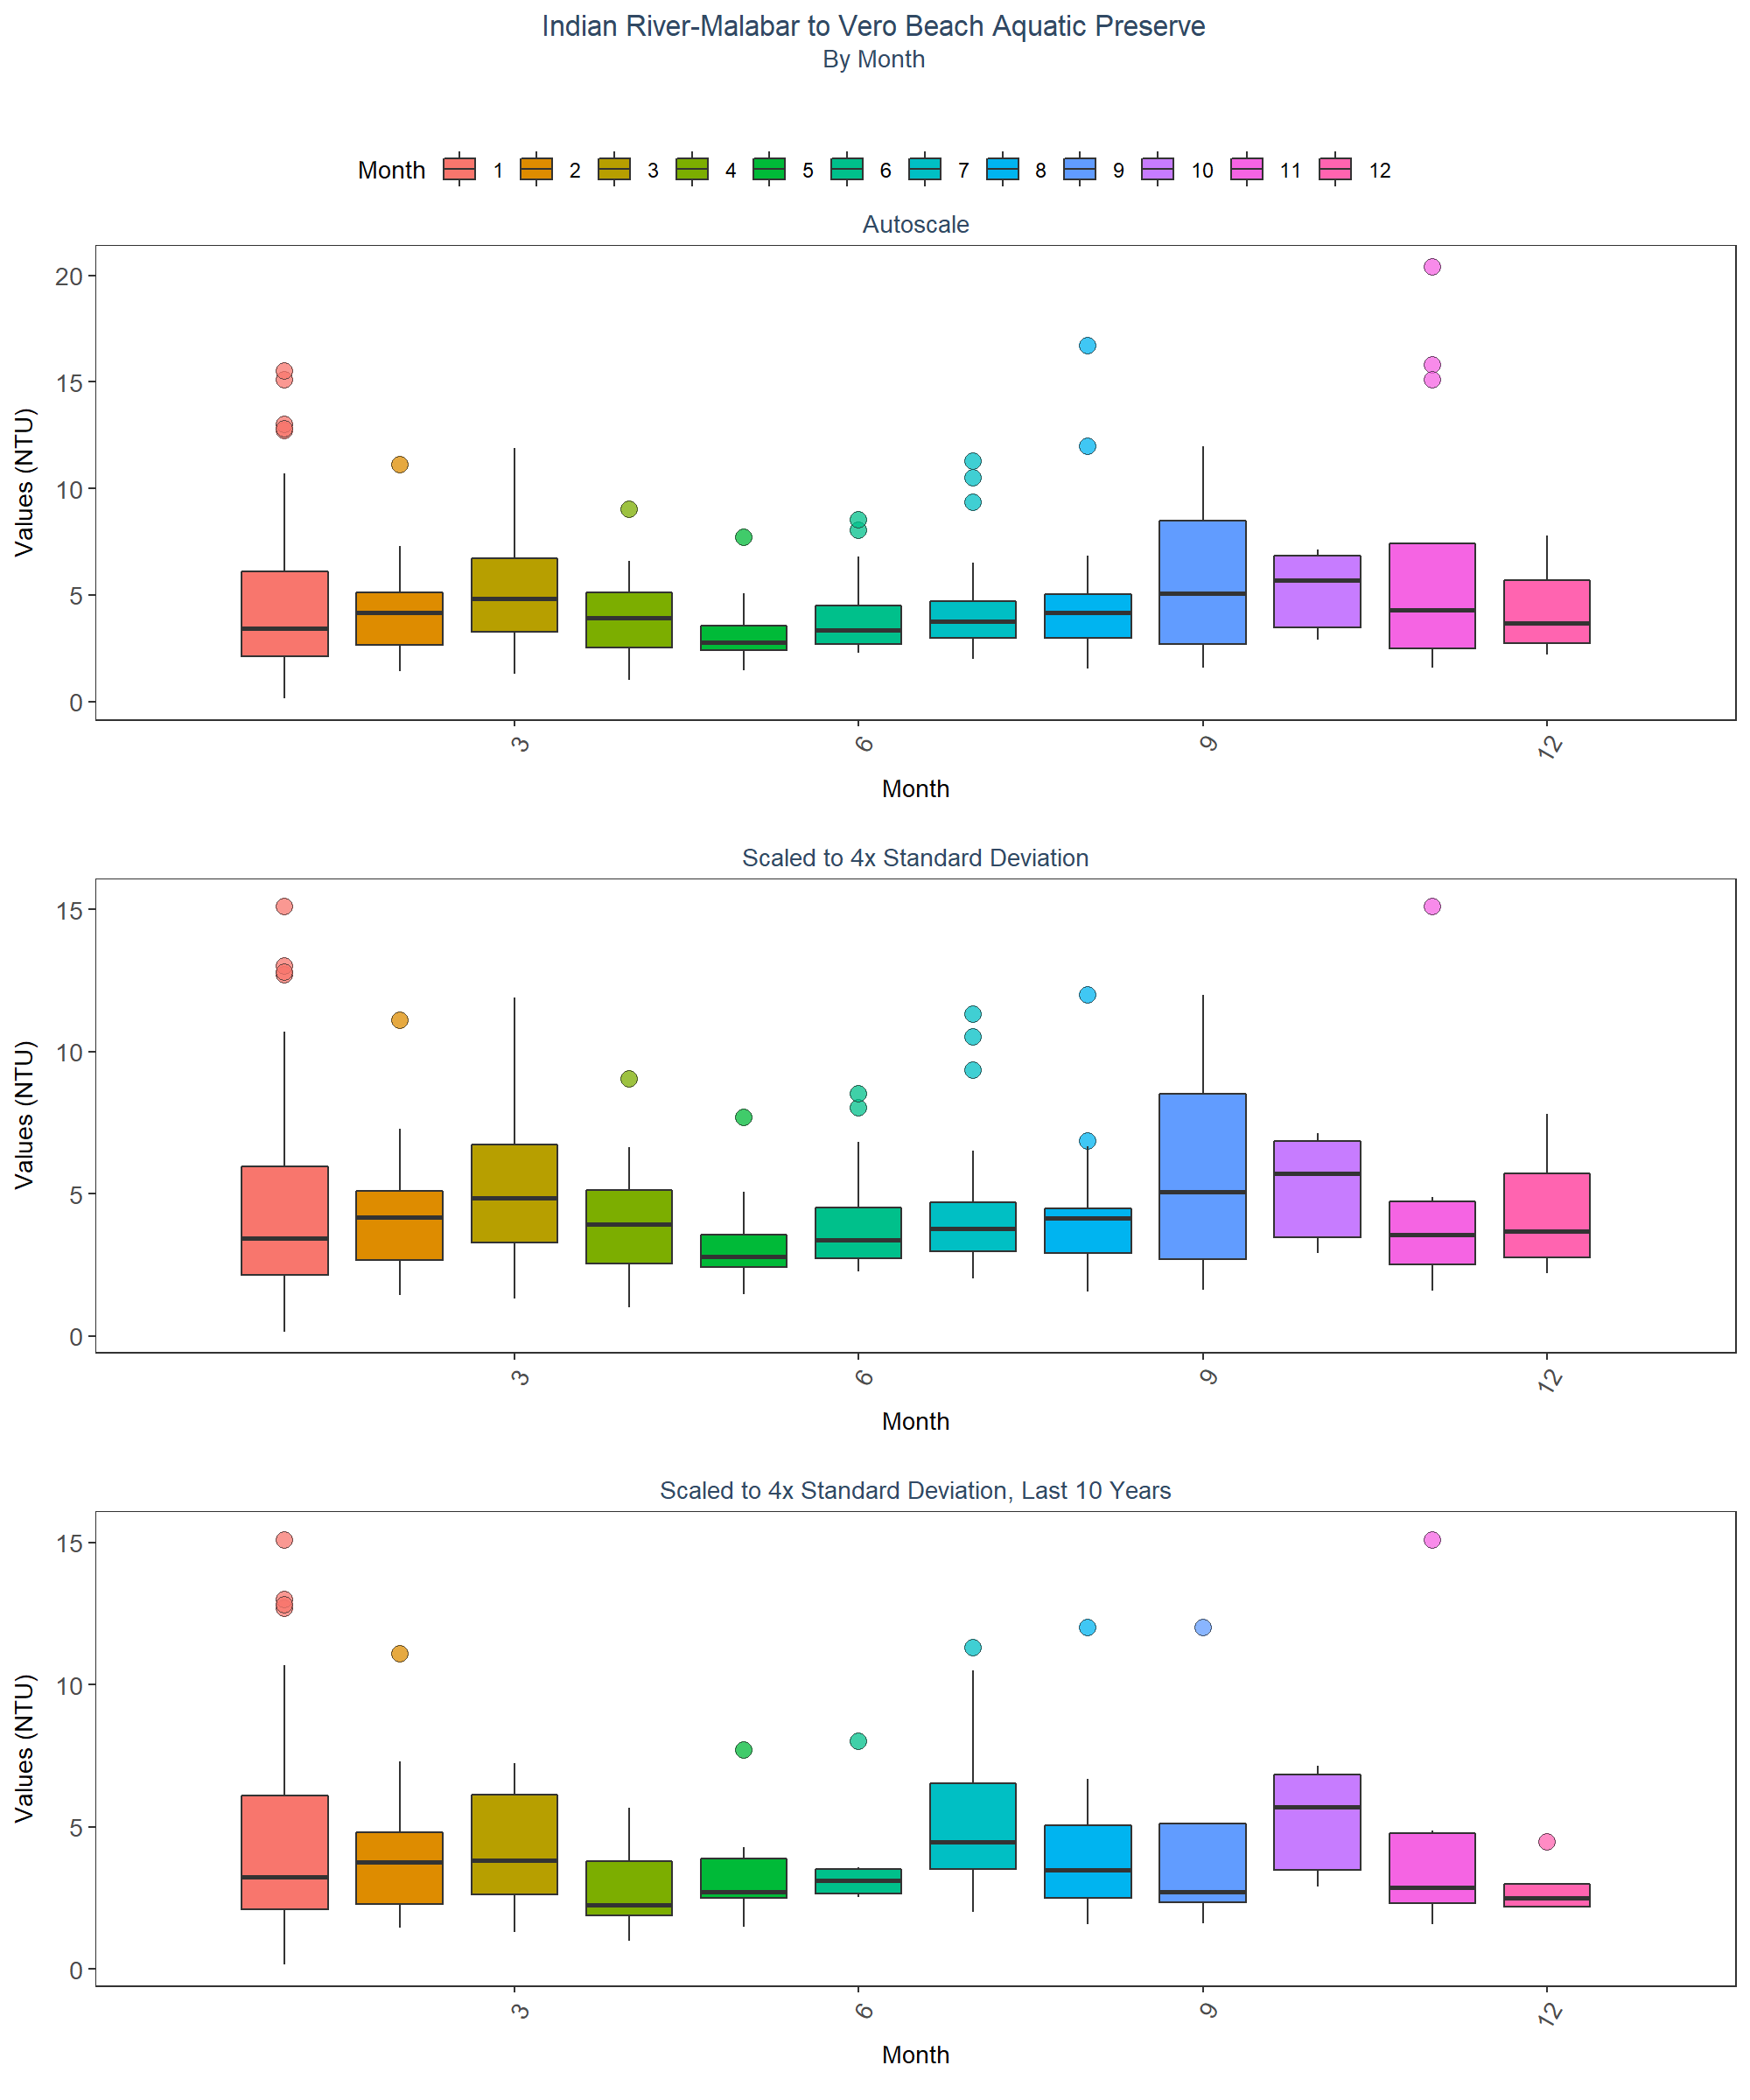 Indian River-Malabar to Vero Beach Aquatic Preserve
By Month
Month 1 2 3 4 5 6 7 8 9 10 11 12
Autoscale
Values (NTU)
20
15
10
5
0
3 6 9 12
Month
Scaled to 4x Standard Deviation
Values (NTU)
15
10
5
0
3 6 9 12
Month
Scaled to 4x Standard Deviation, Last 10 Years
Values (NTU)
15
10
5
0
3 6 9 12
Month